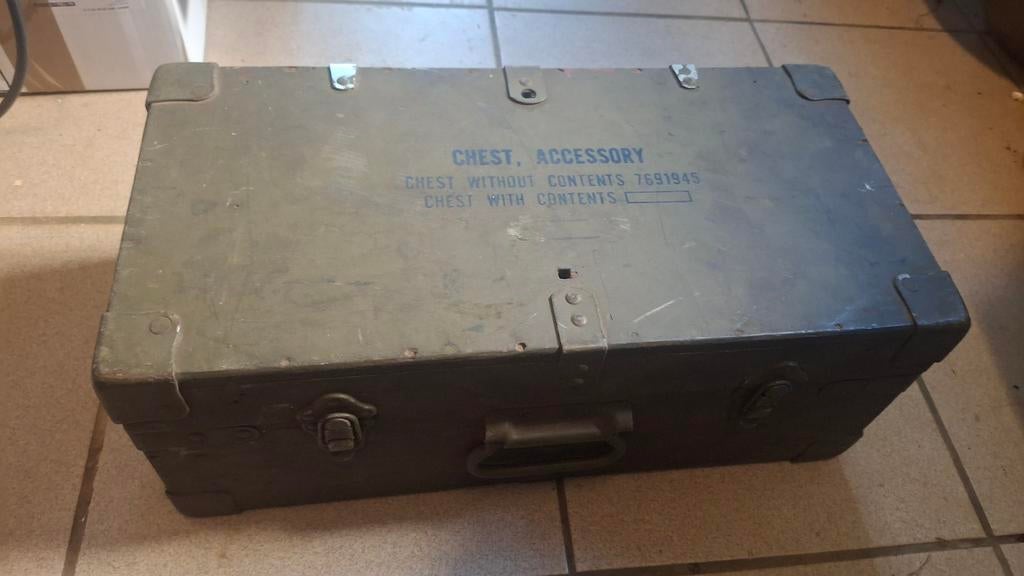 CHEST, ACCESSORY
CHEST WITHOUT CONTENTS 7691945
CHEST WITH CONTENTS